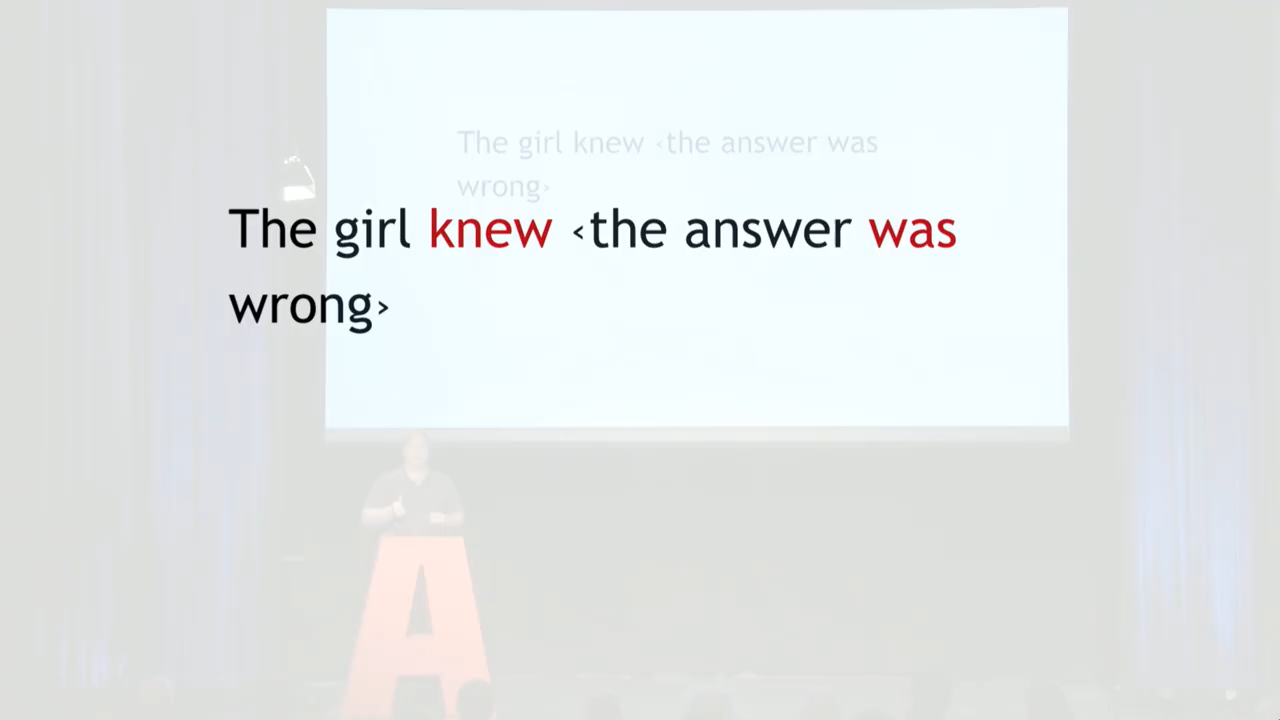 The girl knew ‹the answer was
wrong›
The girl knew ‹the answer was
wrong›
A